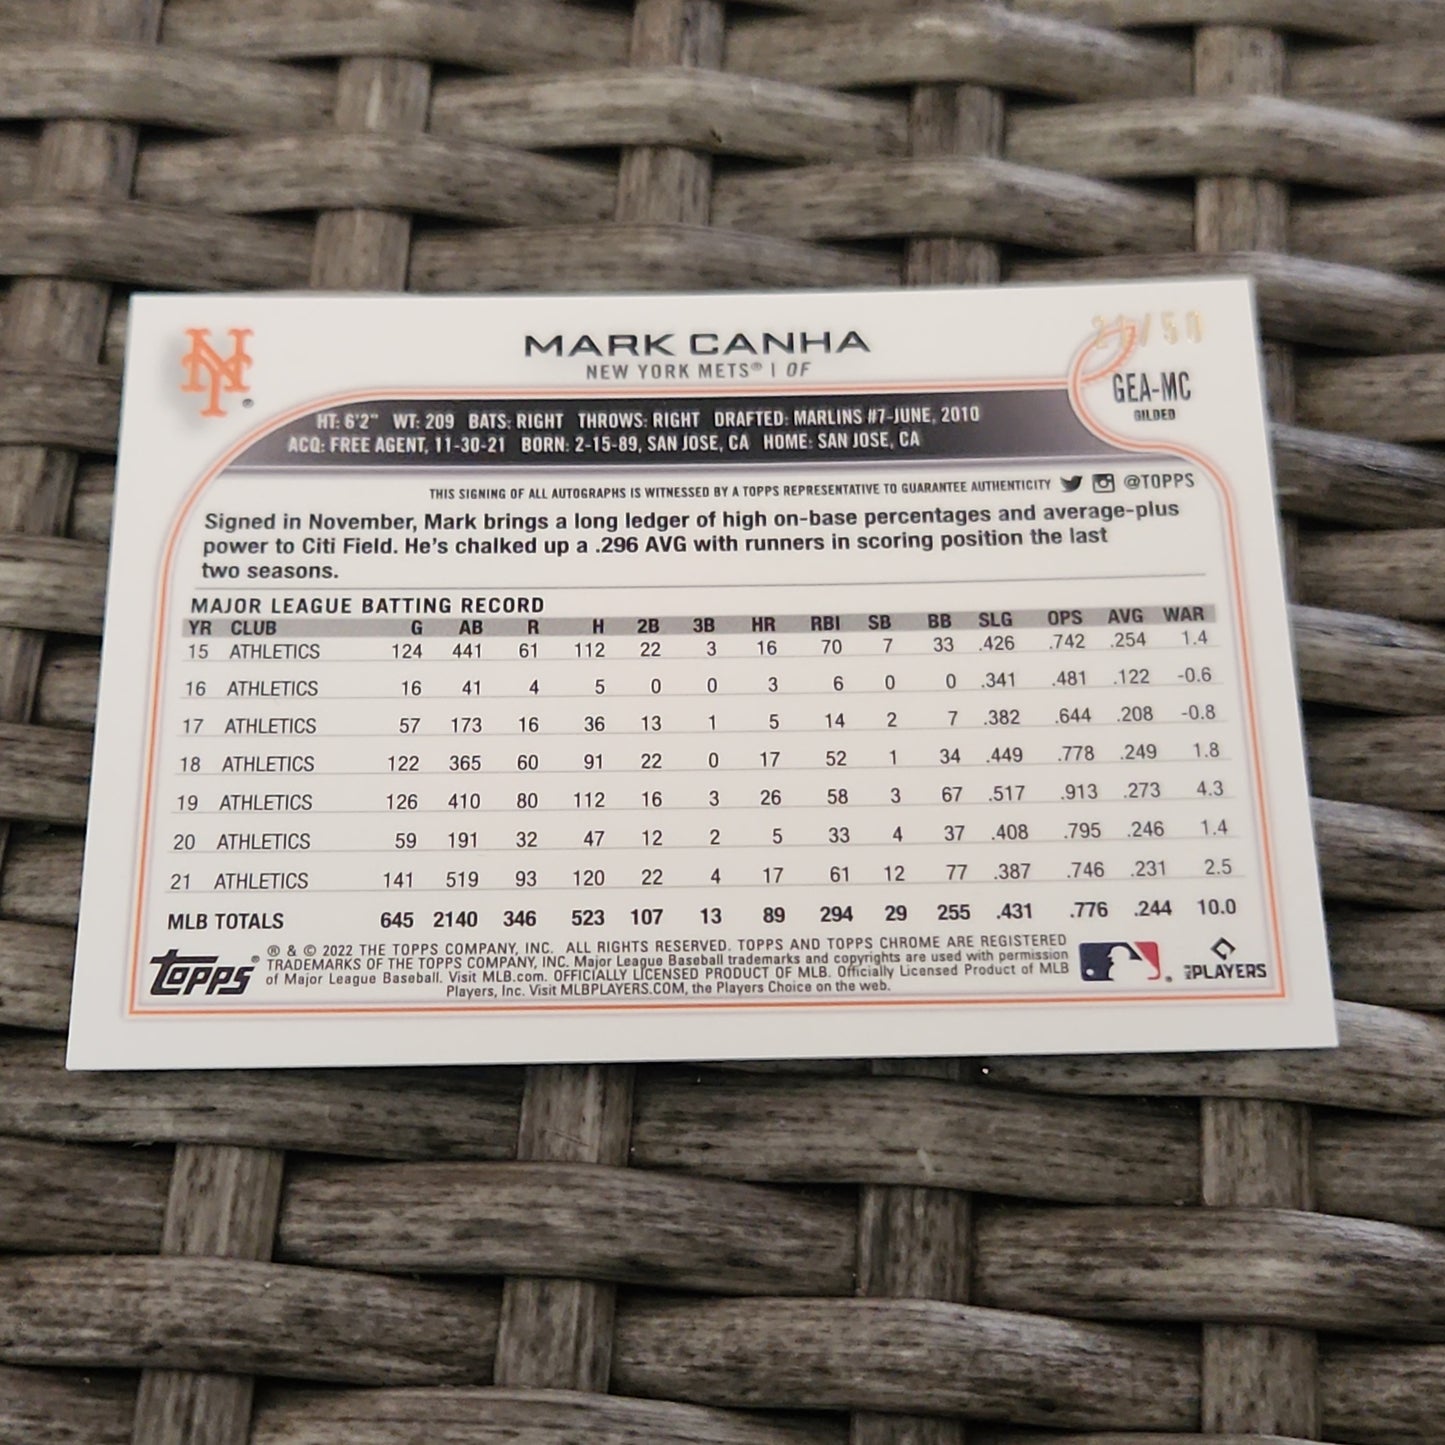 MARK CANHA
NEW YORK METS® | OF
/50
GEA-MC
GILDED
HT: 6'2" WT: 209 BATS: RIGHT THROWS: RIGHT DRAFTED: MARLINS #7-JUNE, 2010
ACQ: FREE AGENT, 11-30-21 BORN: 2-15-89, SAN JOSE, CA HOME: SAN JOSE, CA
THIS SIGNING OF ALL AUTOGRAPHS IS WITNESSED BY A TOPPS REPRESENTATIVE TO GUARANTEE AUTHENTICITY @TOPPS
Signed in November, Mark brings a long ledger of high on-base percentages and average-plus
power to Citi Field. He's chalked up a .296 AVG with runners in scoring position the last
two seasons.
MAJOR LEAGUE BATTING RECORD
YR CLUB G AB R H 2B 3B HR RBI SB BB SLG OPS AVG WAR
15 ATHLETICS 124 441 61 112 22 3 16 70 7 33 .426 .742 .254 1.4
16 ATHLETICS 16 41 4 5 0 0 3 6 0 0 .341 .481 .122 -0.6
17 ATHLETICS 57 173 16 36 13 1 5 14 2 7 .382 .644 .208 -0.8
18 ATHLETICS 122 365 60 91 22 0 17 52 1 34 .449 .778 .249 1.8
19 ATHLETICS 126 410 80 112 16 3 26 58 3 67 .517 .913 .273 4.3
20 ATHLETICS 59 191 32 47 12 2 5 33 4 37 .408 .795 .246 1.4
21 ATHLETICS 141 519 93 120 22 4 17 61 12 77 .387 .746 .231 2.5
MLB TOTALS 645 2140 346 523 107 13 89 294 29 255 .431 .776 .244 10.0
topps®
® & © 2022 THE TOPPS COMPANY, INC. ALL RIGHTS RESERVED. TOPPS AND TOPPS CHROME ARE REGISTERED
TRADEMARKS OF THE TOPPS COMPANY, INC. Major League Baseball trademarks and copyrights are used with permission
of Major League Baseball. Visit MLB.com. OFFICIALLY LICENSED PRODUCT OF MLB. Officially Licensed Product of MLB
Players, Inc. Visit MLBPLAYERS.COM, the Players Choice on the web.
PLAYERS